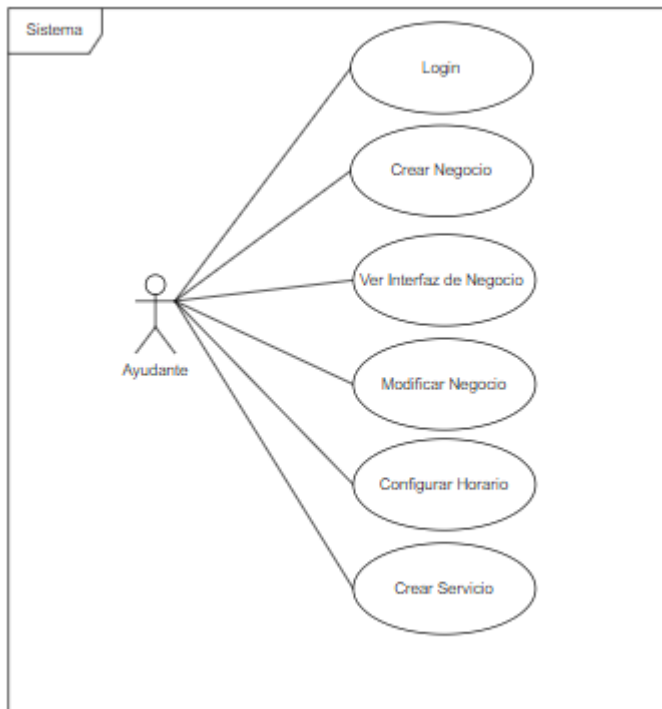 Sistema
Login
Crear Negocio
Ver Interfaz de Negocio
Ayudante
Modificar Negocio
Configurar Horario
Crear Servicio